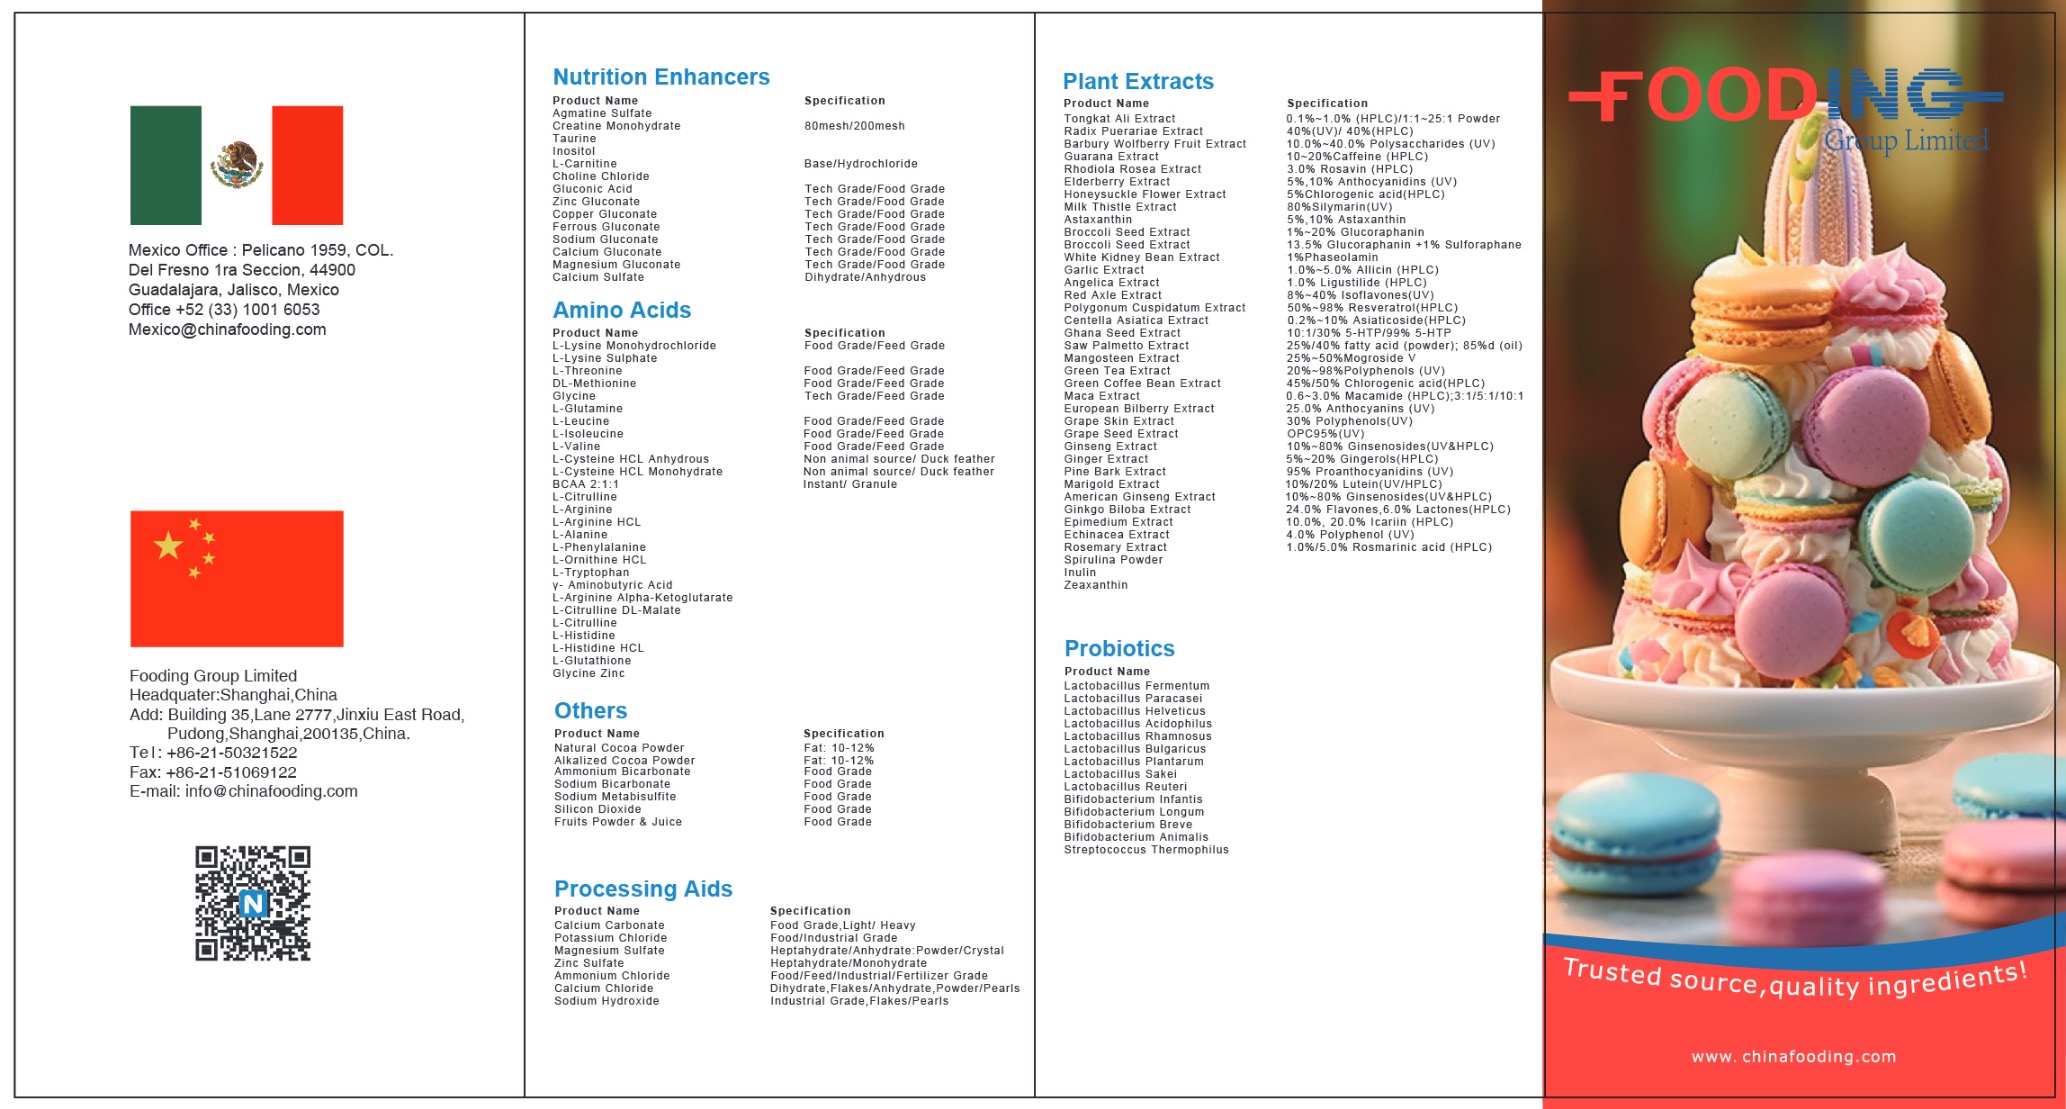 Mexico Office : Pelicano 1959, COL.
Del Fresno 1ra Seccion, 44900
Guadalajara, Jalisco, Mexico
Office +52 (33) 1001 6053
Mexico@chinafooding.com
Fooding Group Limited
Headquater:Shanghai,China
Add: Building 35,Lane 2777,Jinxiu East Road,
Pudong,Shanghai,200135,China.
Tel: +86-21-50321522
Fax: +86-21-51069122
E-mail: info@chinafooding.com
N
Nutrition Enhancers
Product Name Specification
Agmatine Sulfate
Creatine Monohydrate 80mesh/200mesh
Taurine
Inositol
L-Carnitine Base/Hydrochloride
Choline Chloride
Gluconic Acid Tech Grade/Food Grade
Zinc Gluconate Tech Grade/Food Grade
Copper Gluconate Tech Grade/Food Grade
Ferrous Gluconate Tech Grade/Food Grade
Sodium Gluconate Tech Grade/Food Grade
Calcium Gluconate Tech Grade/Food Grade
Magnesium Gluconate Tech Grade/Food Grade
Calcium Sulfate Dihydrate/Anhydrous
Amino Acids
Product Name Specification
L-Lysine Monohydrochloride Food Grade/Feed Grade
L-Lysine Sulphate
L-Threonine Food Grade/Feed Grade
DL-Methionine Food Grade/Feed Grade
Glycine Tech Grade/Feed Grade
L-Glutamine
L-Leucine Food Grade/Feed Grade
L-Isoleucine Food Grade/Feed Grade
L-Valine Food Grade/Feed Grade
L-Cysteine HCL Anhydrous Non animal source/ Duck feather
L-Cysteine HCL Monohydrate Non animal source/ Duck feather
BCAA 2:1:1 Instant/ Granule
L-Citrulline
L-Arginine
L-Arginine HCL
L-Alanine
L-Phenylalanine
L-Ornithine HCL
L-Tryptophan
γ- Aminobutyric Acid
L-Arginine Alpha-Ketoglutarate
L-Citrulline DL-Malate
L-Citrulline
L-Histidine
L-Histidine HCL
L-Glutathione
Glycine Zinc
Others
Product Name Specification
Natural Cocoa Powder Fat: 10-12%
Alkalized Cocoa Powder Fat: 10-12%
Ammonium Bicarbonate Food Grade
Sodium Bicarbonate Food Grade
Sodium Metabisulfite Food Grade
Silicon Dioxide Food Grade
Fruits Powder & Juice Food Grade
Processing Aids
Product Name Specification
Calcium Carbonate Food Grade,Light/ Heavy
Potassium Chloride Food/Industrial Grade
Magnesium Sulfate Heptahydrate/Anhydrate:Powder/Crystal
Zinc Sulfate Heptahydrate/Monohydrate
Ammonium Chloride Food/Feed/Industrial/Fertilizer Grade
Calcium Chloride Dihydrate,Flakes/Anhydrate,Powder/Pearls
Sodium Hydroxide Industrial Grade,Flakes/Pearls
Plant Extracts
Product Name Specification
Tongkat Ali Extract 0.1%~1.0% (HPLC)/1:1~25:1 Powder
Radix Puerariae Extract 40%(UV)/ 40%(HPLC)
Barbury Wolfberry Fruit Extract 10.0%~40.0% Polysaccharides (UV)
Guarana Extract 10~20%Caffeine (HPLC)
Rhodiola Rosea Extract 3.0% Rosavin (HPLC)
Elderberry Extract 5%,10% Anthocyanidins (UV)
Honeysuckle Flower Extract 5%Chlorogenic acid(HPLC)
Milk Thistle Extract 80%Silymarin(UV)
Astaxanthin 5%,10% Astaxanthin
Broccoli Seed Extract 1%~20% Glucoraphanin
Broccoli Seed Extract 13.5% Glucoraphanin +1% Sulforaphane
White Kidney Bean Extract 1%Phaseolamin
Garlic Extract 1.0%~5.0% Allicin (HPLC)
Angelica Extract 1.0% Ligustilide (HPLC)
Red Axle Extract 8%~40% Isoflavones(UV)
Polygonum Cuspidatum Extract 50%~98% Resveratrol(HPLC)
Centella Asiatica Extract 0.2%~10% Asiaticoside(HPLC)
Ghana Seed Extract 10:1/30% 5-HTP/99% 5-HTP
Saw Palmetto Extract 25%/40% fatty acid (powder); 85%d (oil)
Mangosteen Extract 25%~50%Mogroside V
Green Tea Extract 20%~98%Polyphenols (UV)
Green Coffee Bean Extract 45%/50% Chlorogenic acid(HPLC)
Maca Extract 0.6~3.0% Macamide (HPLC);3:1/5:1/10:1
European Bilberry Extract 25.0% Anthocyanins (UV)
Grape Skin Extract 30% Polyphenols(UV)
Grape Seed Extract OPC95%(UV)
Ginseng Extract 10%~80% Ginsenosides(UV&HPLC)
Ginger Extract 5%~20% Gingerols(HPLC)
Pine Bark Extract 95% Proanthocyanidins (UV)
Marigold Extract 10%/20% Lutein(UV/HPLC)
American Ginseng Extract 10%~80% Ginsenosides(UV&HPLC)
Ginkgo Biloba Extract 24.0% Flavones,6.0% Lactones(HPLC)
Epimedium Extract 10.0%, 20.0% Icariin (HPLC)
Echinacea Extract 4.0% Polyphenol (UV)
Rosemary Extract 1.0%/5.0% Rosmarinic acid (HPLC)
Spirulina Powder
Inulin
Zeaxanthin
Probiotics
Product Name
Lactobacillus Fermentum
Lactobacillus Paracasei
Lactobacillus Helveticus
Lactobacillus Acidophilus
Lactobacillus Rhamnosus
Lactobacillus Bulgaricus
Lactobacillus Plantarum
Lactobacillus Sakei
Lactobacillus Reuteri
Bifidobacterium Infantis
Bifidobacterium Longum
Bifidobacterium Breve
Bifidobacterium Animalis
Streptococcus Thermophilus
FOODING
Group Limited
Trusted source,quality ingredients!
www. chinafooding.com